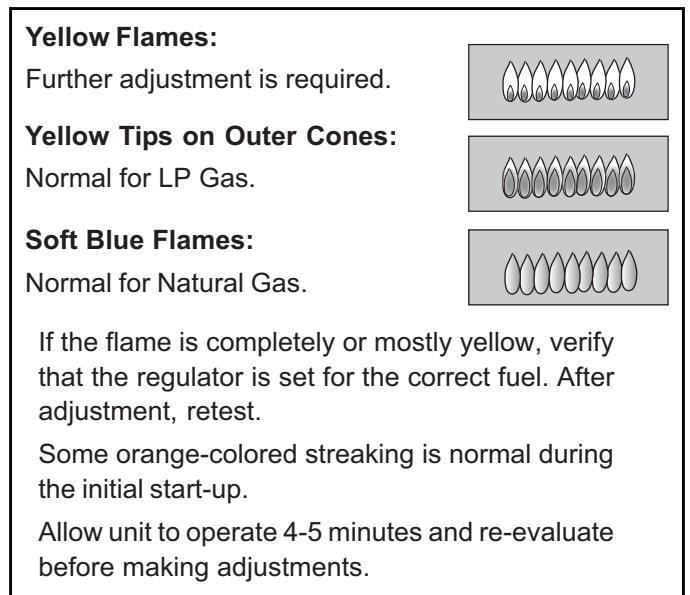 Yellow Flames:
Further adjustment is required.
Yellow Tips on Outer Cones:
Normal for LP Gas.
Soft Blue Flames:
Normal for Natural Gas.
If the flame is completely or mostly yellow, verify
that the regulator is set for the correct fuel. After
adjustment, retest.
Some orange-colored streaking is normal during
the initial start-up.
Allow unit to operate 4-5 minutes and re-evaluate
before making adjustments.